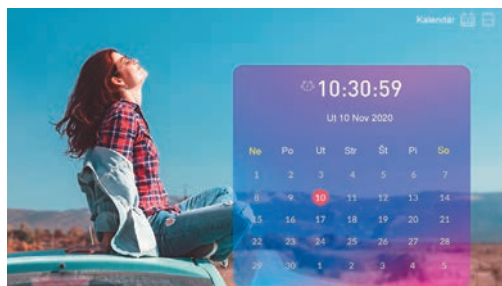 Kalendár
10:30:59
Ut 10 Nov 2020
Ne Po Ut Str Št Pi So
1 2 3 4 5 6 7
8 9 10 11 12 13 14
15 16 17 18 19 20 21
22 23 24 25 26 27 28
29 30 1 2 3 4 5